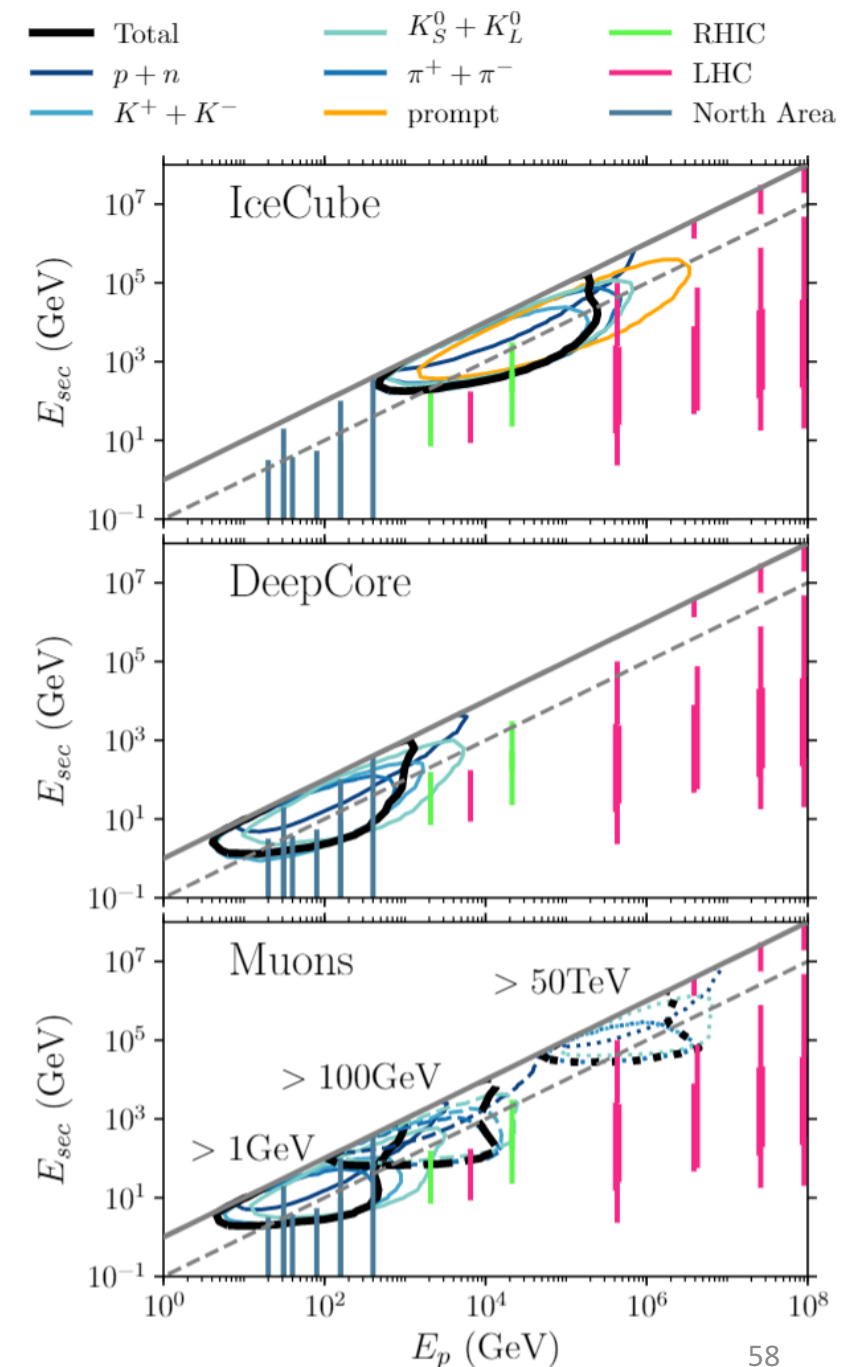 Total
p + n
K⁺ + K⁻
K⁰_S + K⁰_L
π⁺ + π⁻
prompt
RHIC
LHC
North Area
IceCube
10⁷
10⁵
10³
10¹
10⁻¹
E_sec (GeV)
DeepCore
10⁷
10⁵
10³
10¹
10⁻¹
E_sec (GeV)
Muons
> 50TeV
> 100GeV
> 1GeV
10⁷
10⁵
10³
10¹
10⁻¹
E_sec (GeV)
10⁰ 10² 10⁴ 10⁶ 10⁸
E_p (GeV)
58